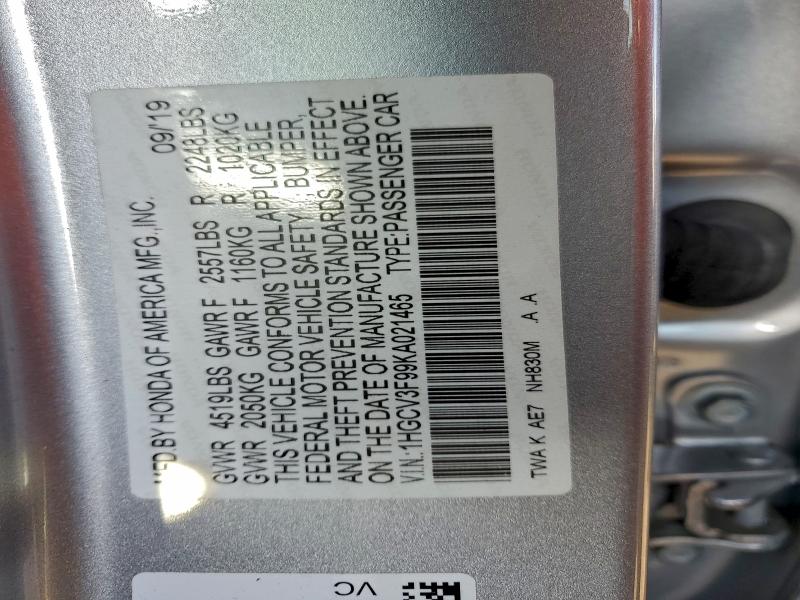 MFD.BY HONDA OF AMERICA MFG.,INC. 09/19
GVWR 4519LBS GAWR F 2557LBS R 2248LBS
GVWR 2050KG GAWR F 1160KG R 1020KG
THIS VEHICLE CONFORMS TO ALL APPLICABLE
FEDERAL MOTOR VEHICLE SAFETY, BUMPER,
AND THEFT PREVENTION STANDARDS IN EFFECT
ON THE DATE OF MANUFACTURE SHOWN ABOVE.
V.I.N.:1HGCV3F99KA021465 TYPE:PASSENGER CAR
TWA K AE7 NH830M .A .A
VC